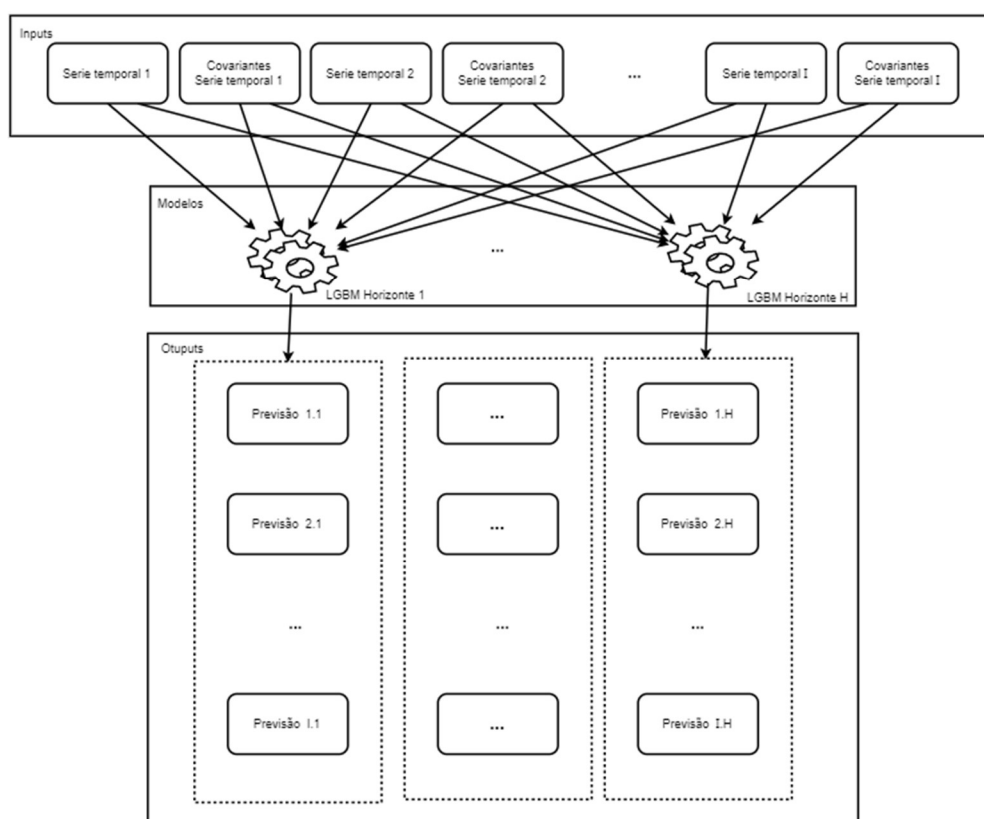 Inputs
Serie temporal 1
Covariantes
Serie temporal 1
Serie temporal 2
Covariantes
Serie temporal 2
...
Serie temporal I
Covariantes
Serie temporal I
Modelos
...
LGBM Horizonte 1
LGBM Horizonte H
Otuputs
Previsão 1.1
...
Previsão 1.H
Previsão 2.1
...
Previsão 2.H
...
...
...
Previsão I.1
...
Previsão I.H